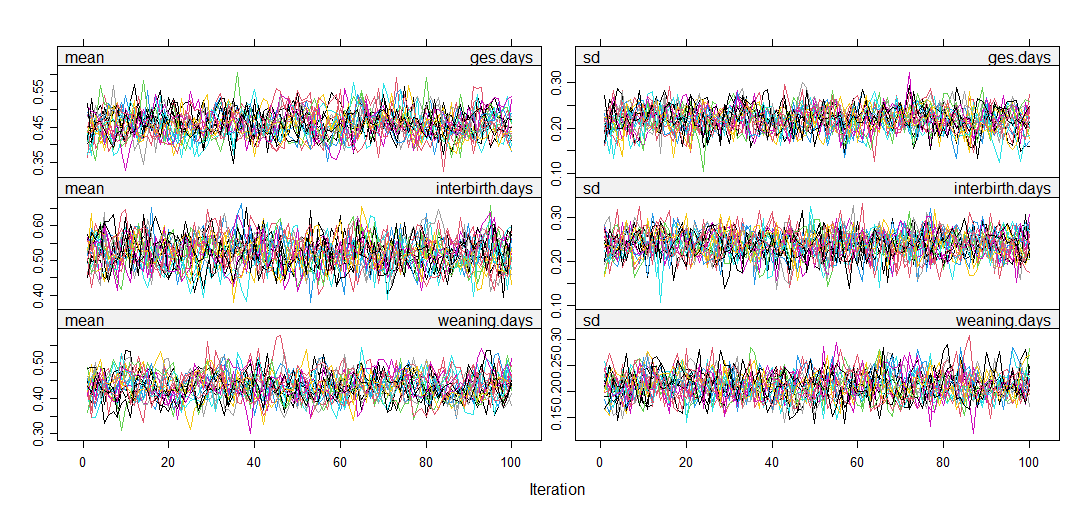 mean ges.days sd ges.days
0.35 0.45 0.55 0.10 0.20 0.30
mean interbirth.days sd interbirth.days
0.40 0.50 0.60 0.10 0.20 0.30
mean weaning.days sd weaning.days
0.30 0.40 0.50 0.15 0.20 0.25 0.30
0 20 40 60 80 100 0 20 40 60 80 100
Iteration